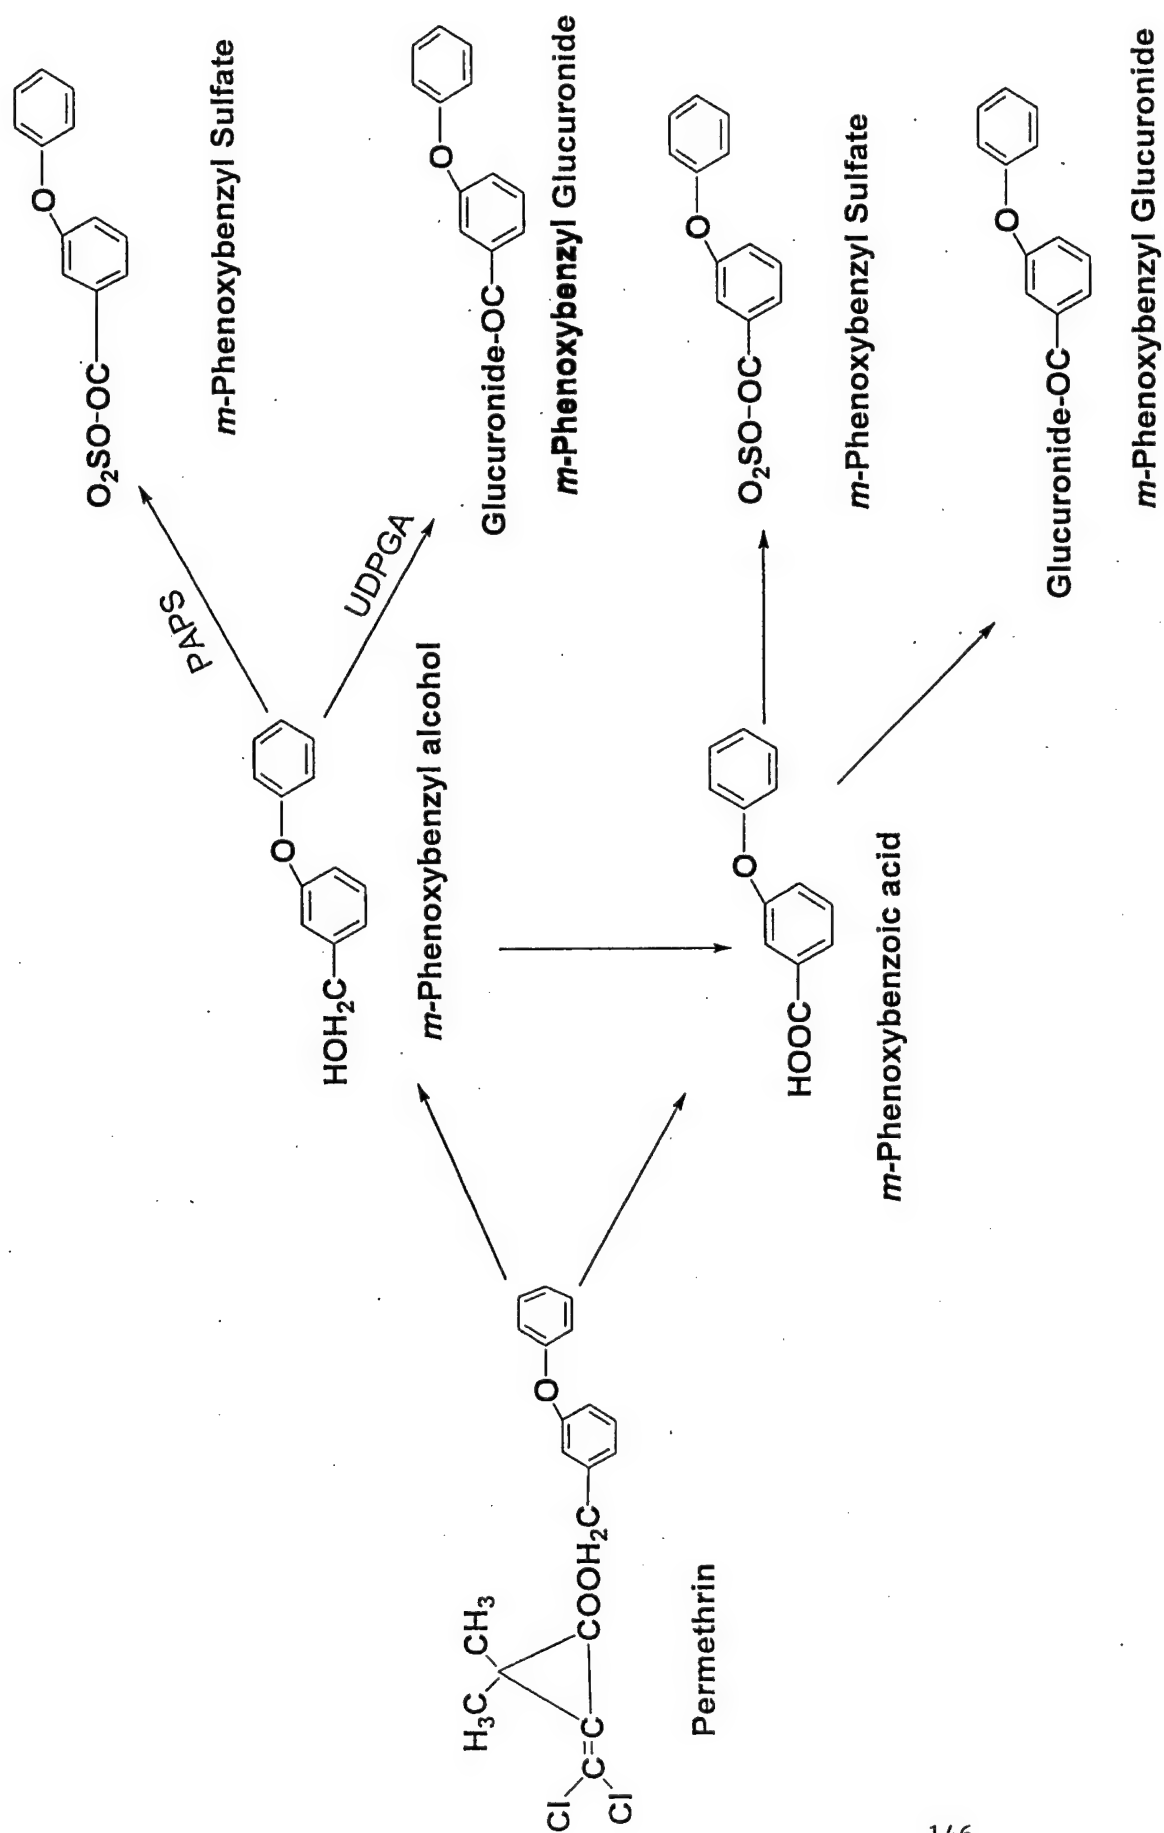 Cl
Cl
C=C
H₃C
CH₃
COOH₂C
O
Permethrin
HOH₂C
O
m-Phenoxybenzyl alcohol
HOOC
O
m-Phenoxybenzoic acid
PAPS
UDPGA
O₂SO-OC
O
m-Phenoxybenzyl Sulfate
Glucuronide-OC
O
m-Phenoxybenzyl Glucuronide
O₂SO-OC
O
m-Phenoxybenzyl Sulfate
Glucuronide-OC
O
m-Phenoxybenzyl Glucuronide